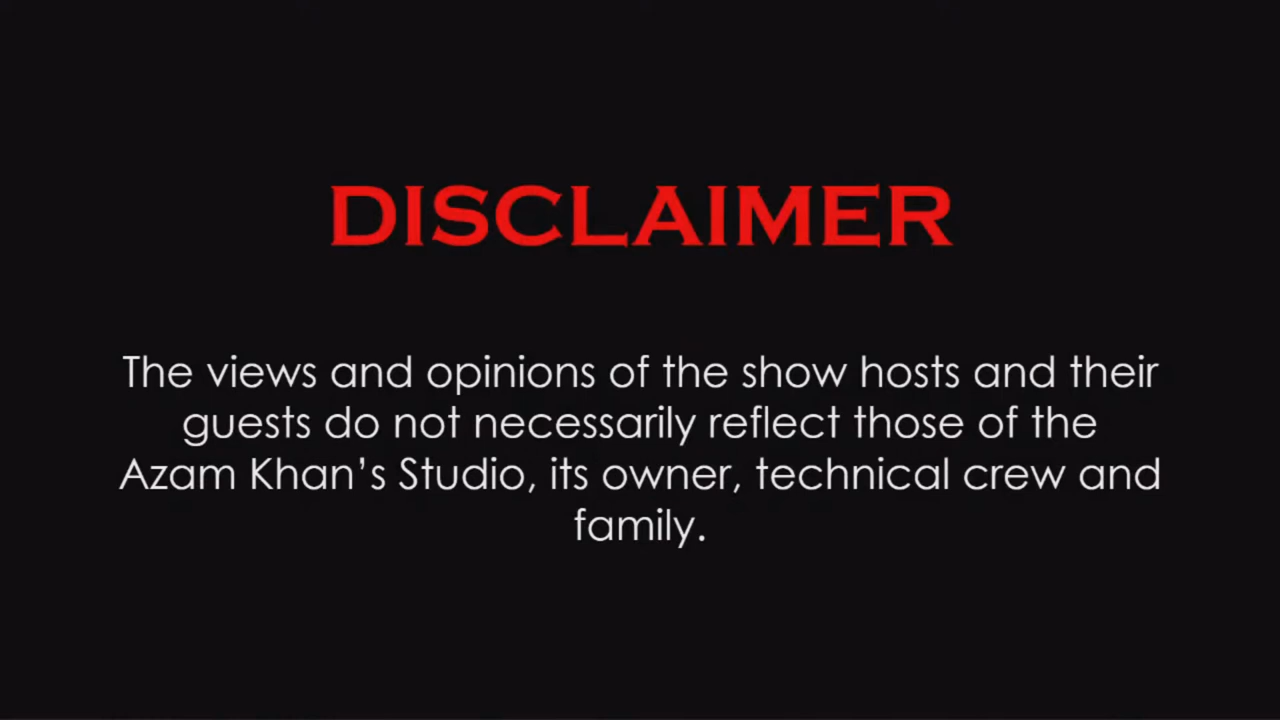 DISCLAIMER
The views and opinions of the show hosts and their
guests do not necessarily reflect those of the
Azam Khan’s Studio, its owner, technical crew and
family.